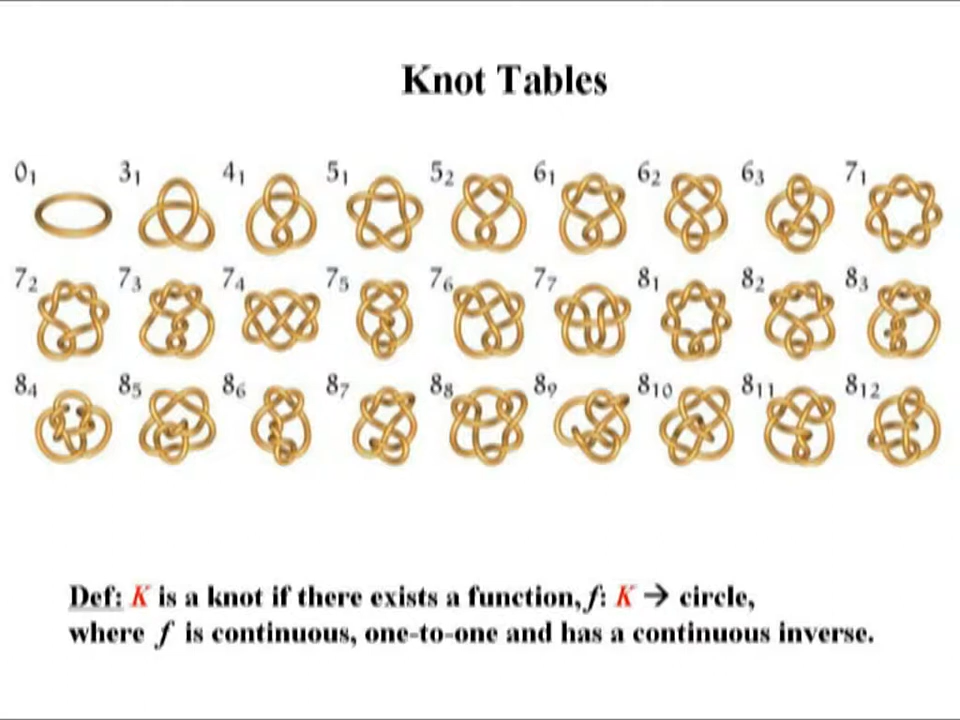 Knot Tables
0₁ 3₁ 4₁ 5₁ 5₂ 6₁ 6₂ 6₃ 7₁
7₂ 7₃ 7₄ 7₅ 7₆ 7₇ 8₁ 8₂ 8₃
8₄ 8₅ 8₆ 8₇ 8₈ 8₉ 8₁₀ 8₁₁ 8₁₂
Def: K is a knot if there exists a function, f: K → circle,
where f is continuous, one-to-one and has a continuous inverse.